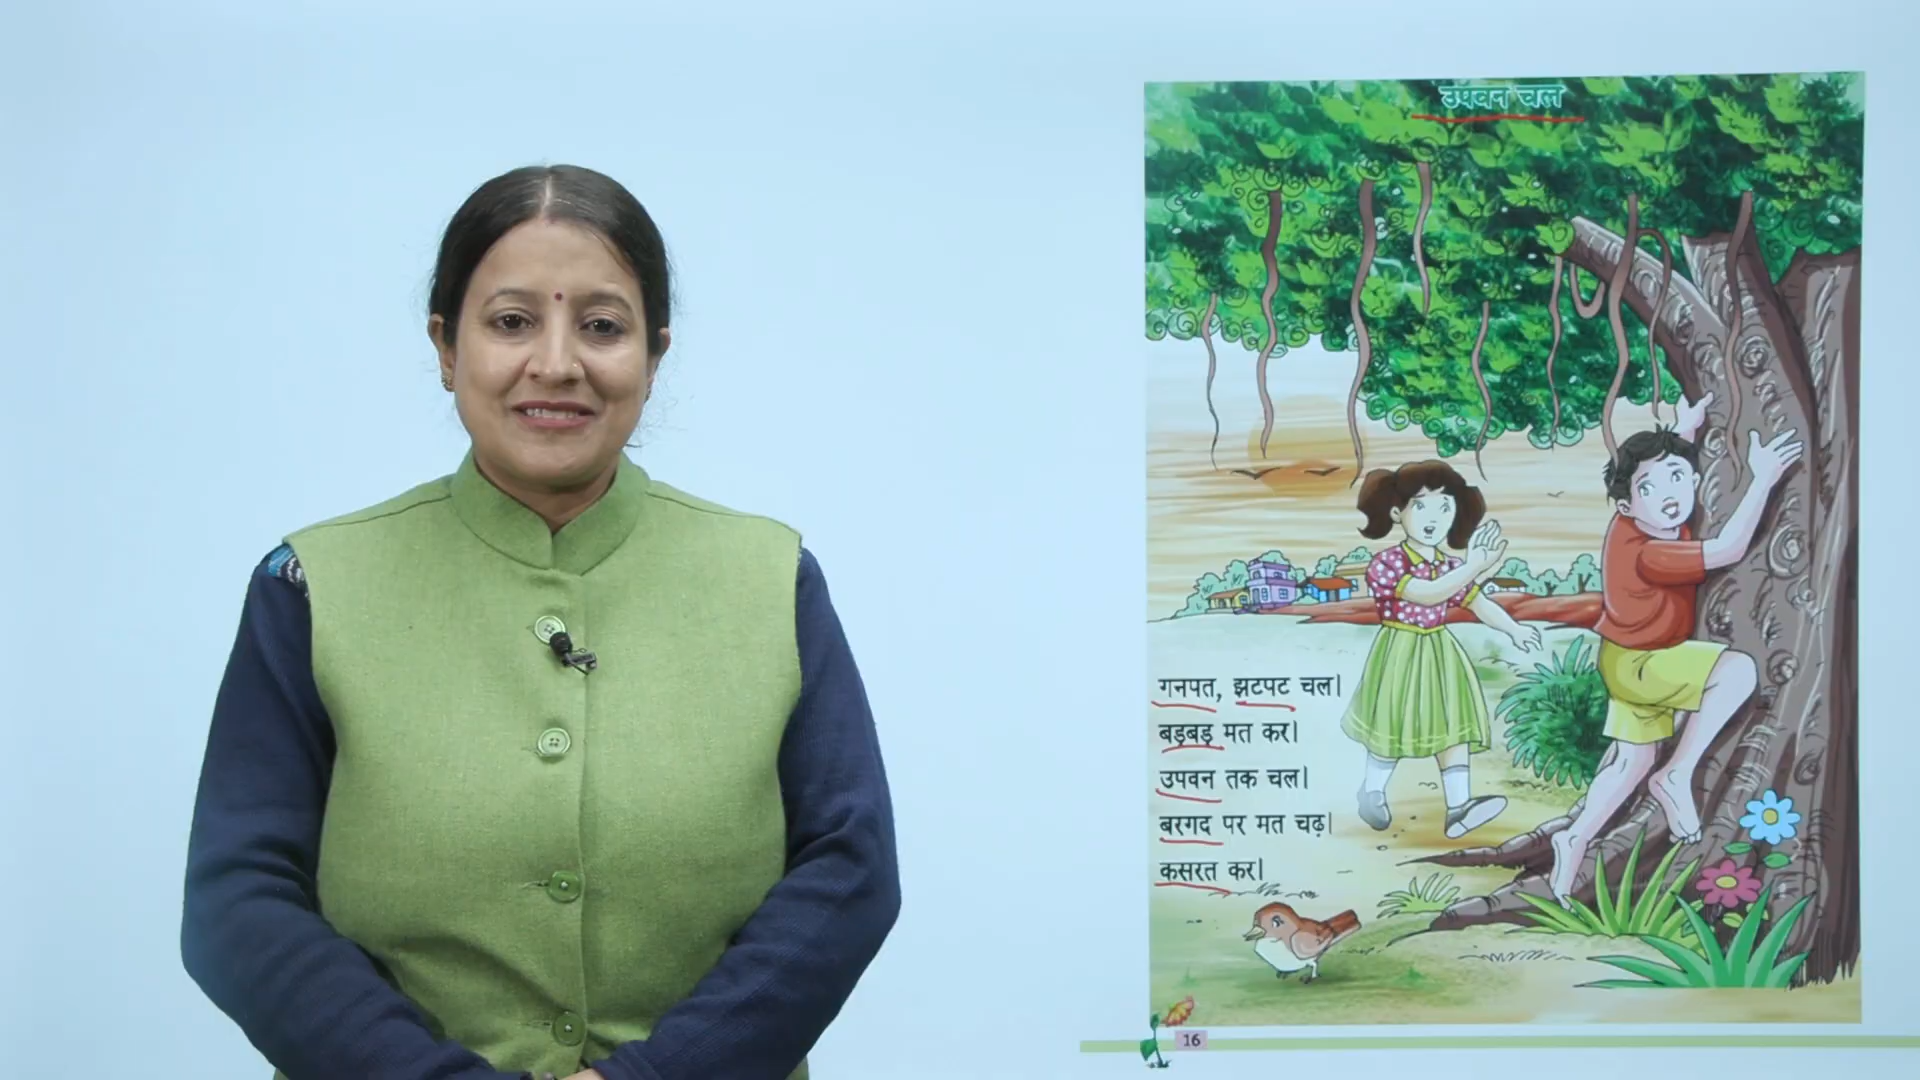 उपवन चल
गनपत, झटपट चल।
बड़बड़ मत कर।
उपवन तक चल।
बरगद पर मत चढ़।
कसरत कर।
16